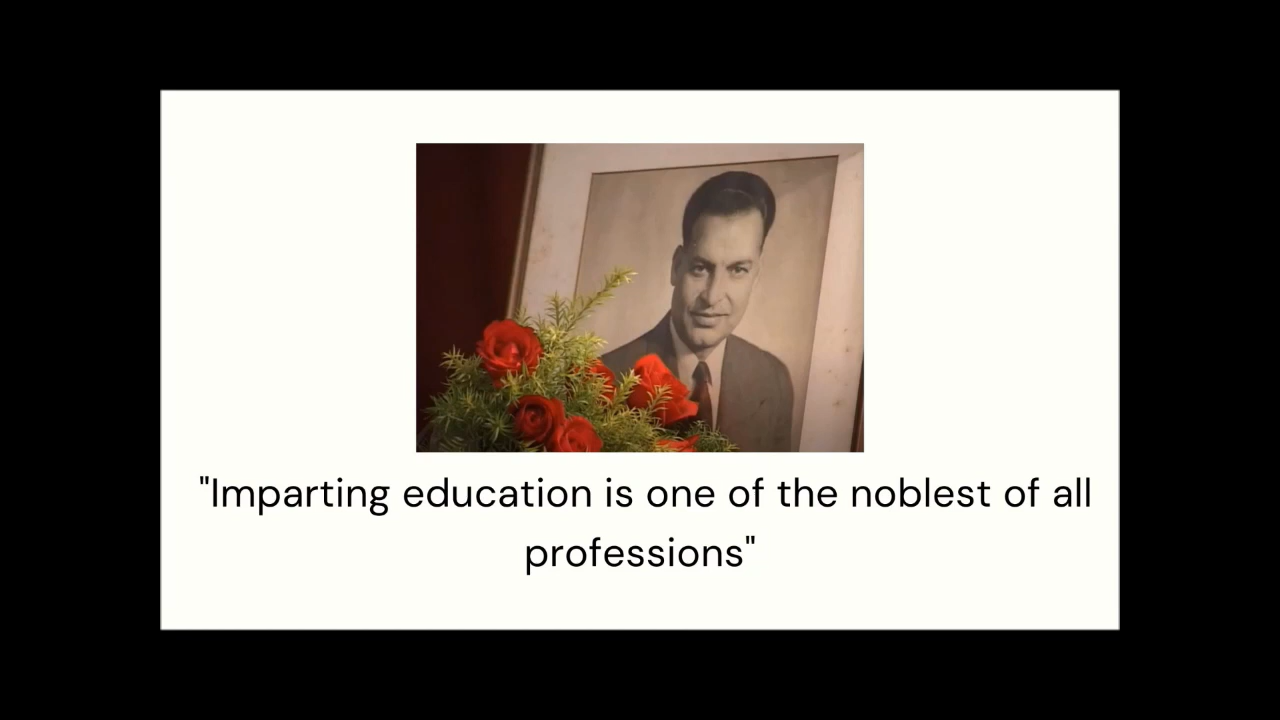 "Imparting education is one of the noblest of all
professions"